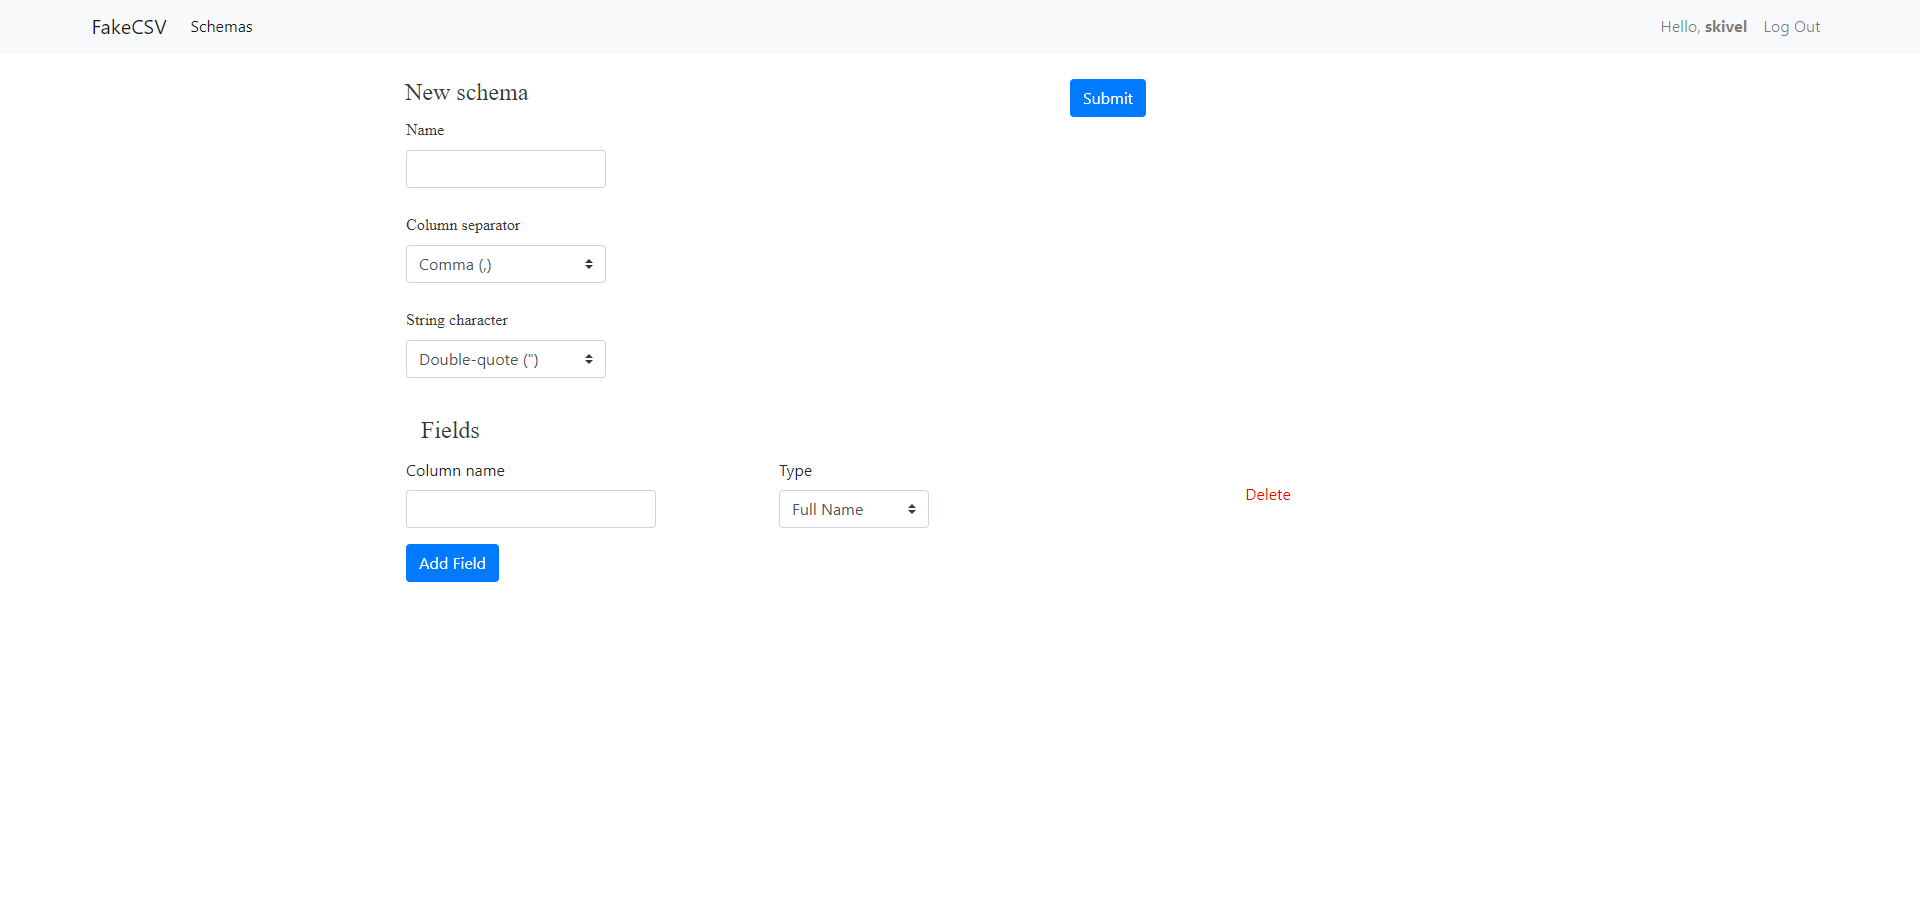 FakeCSV Schemas Hello, skivel Log Out
New schema Submit
Name
Column separator
Comma (,)
String character
Double-quote (")
Fields
Column name Type
Delete
Full Name
Add Field